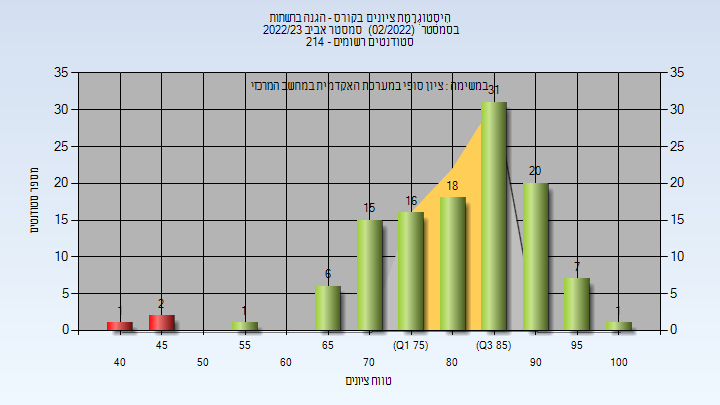 היסטוגרמת ציונים בקורס - הגנה ברשתות
בסמסטר (02/2022) סמסטר אביב 2022/23
סטודנטים רשומים - 214
במשימה : ציון סופי במערכת האקדמית במחשב המרכזי
מספר סטודנטים
35 35
30 30
25 25
20 20
15 15
10 10
5 5
0 0
1 2 1 6 15 16 18 31 20 7 1
45 55 65 (Q1 75) (Q3 85) 95
40 50 60 70 80 90 100
טווח ציונים